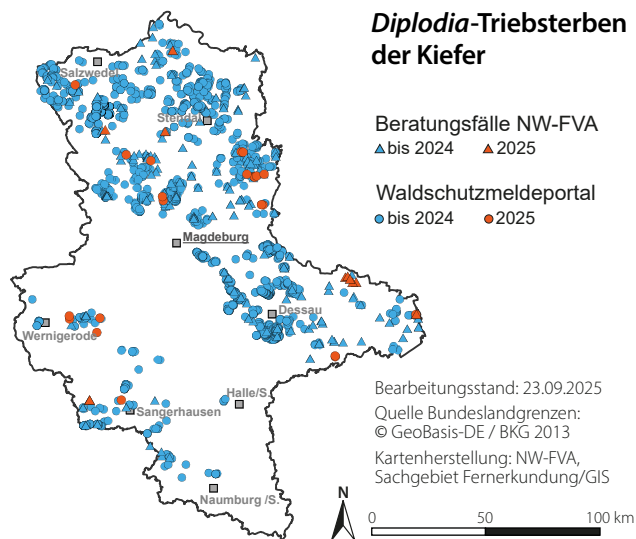 Diplodia-Triebsterben
der Kiefer
Beratungsfälle NW-FVA
bis 2024 2025
Waldschutzmeldeportal
bis 2024 2025
Salzwedel
Stendal
Magdeburg
Dessau
Wernigerode
Halle/S.
Sangerhausen
Naumburg /S.
Bearbeitungsstand: 23.09.2025
Quelle Bundeslandgrenzen:
© GeoBasis-DE / BKG 2013
Kartenherstellung: NW-FVA,
Sachgebiet Fernerkundung/GIS
N
0 50 100 km